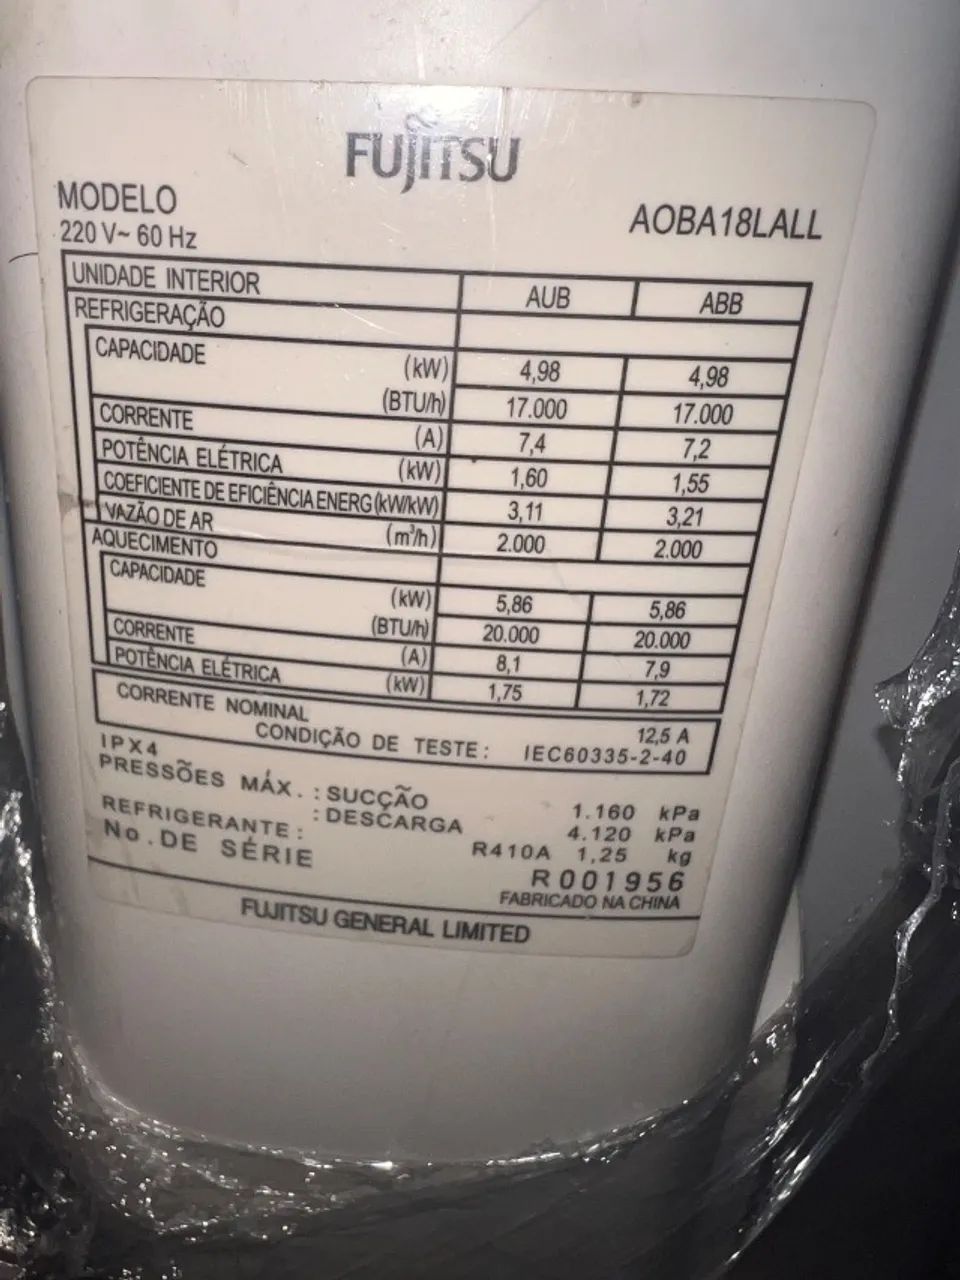 FUJITSU
MODELO AOBA18LALL
220 V~ 60 Hz
UNIDADE INTERIOR AUB ABB
REFRIGERAÇÃO
CAPACIDADE (kW) 4,98 4,98
(BTU/h) 17.000 17.000
CORRENTE (A) 7,4 7,2
POTÊNCIA ELÉTRICA (kW) 1,60 1,55
COEFICIENTE DE EFICIÊNCIA ENERG(kW/kW) 3,11 3,21
VAZÃO DE AR (m³/h) 2.000 2.000
AQUECIMENTO
CAPACIDADE (kW) 5,86 5,86
(BTU/h) 20.000 20.000
CORRENTE (A) 8,1 7,9
POTÊNCIA ELÉTRICA (kW) 1,75 1,72
CORRENTE NOMINAL 12,5 A
CONDIÇÃO DE TESTE: IEC60335-2-40
IPX4
PRESSÕES MÁX. : SUCÇÃO 1.160 kPa
: DESCARGA 4.120 kPa
REFRIGERANTE: R410A 1,25 kg
No. DE SÉRIE R001956
FABRICADO NA CHINA
FUJITSU GENERAL LIMITED